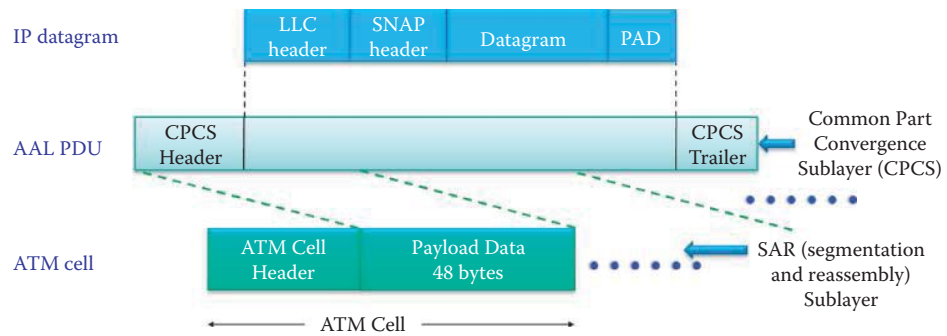 IP datagram
LLC
header
SNAP
header
Datagram
PAD
AAL PDU
CPCS
Header
CPCS
Trailer
Common Part
Convergence
Sublayer (CPCS)
ATM cell
ATM Cell
Header
Payload Data
48 bytes
SAR (segmentation
and reassembly)
Sublayer
ATM Cell